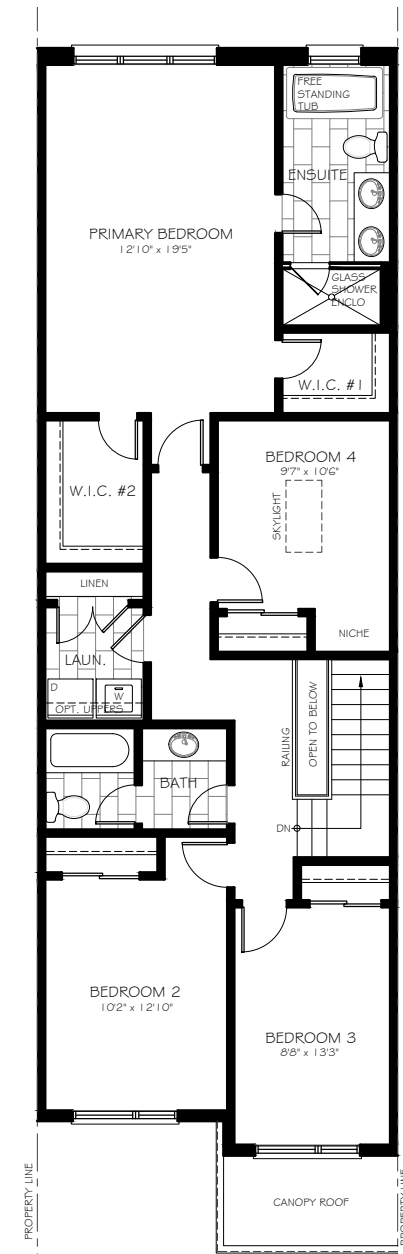 FREE
STANDING
TUB
ENSUITE
PRIMARY BEDROOM
12'10" x 19'5"
GLASS
SHOWER
ENCLO
W.I.C. #1
BEDROOM 4
9'7" x 10'6"
SKYLIGHT
W.I.C. #2
LINEN
NICHE
LAUN.
D
W
OPT. UPPERS
RAILING
OPEN TO BELOW
BATH
DN
BEDROOM 2
10'2" x 12'10"
BEDROOM 3
8'8" x 13'3"
PROPERTY LINE
CANOPY ROOF
PROPERTY LINE